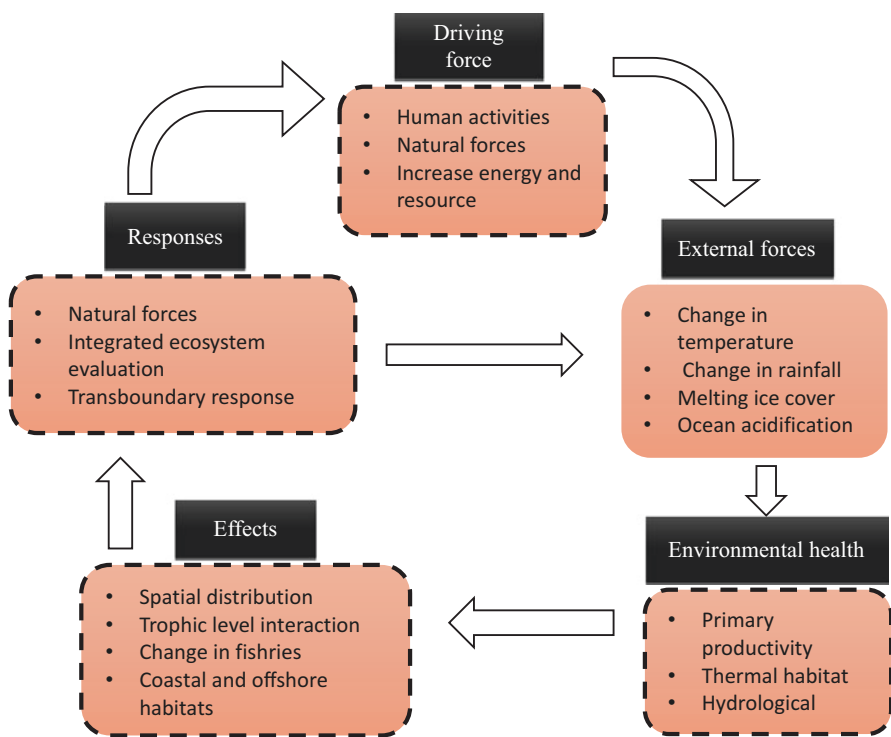 Driving
force
• Human activities
• Natural forces
• Increase energy and
resource
External forces
• Change in
temperature
• Change in rainfall
• Melting ice cover
• Ocean acidification
Environmental health
• Primary
productivity
• Thermal habitat
• Hydrological
Effects
• Spatial distribution
• Trophic level interaction
• Change in fishries
• Coastal and offshore
habitats
Responses
• Natural forces
• Integrated ecosystem
evaluation
• Transboundary response